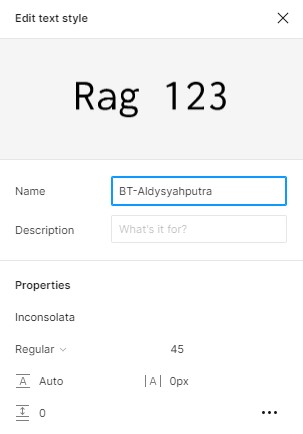 Edit text style
Rag 123
Name
BT-Aldysyahputra
Description
What's it for?
Properties
Inconsolata
Regular 45
A Auto |A| 0px
0